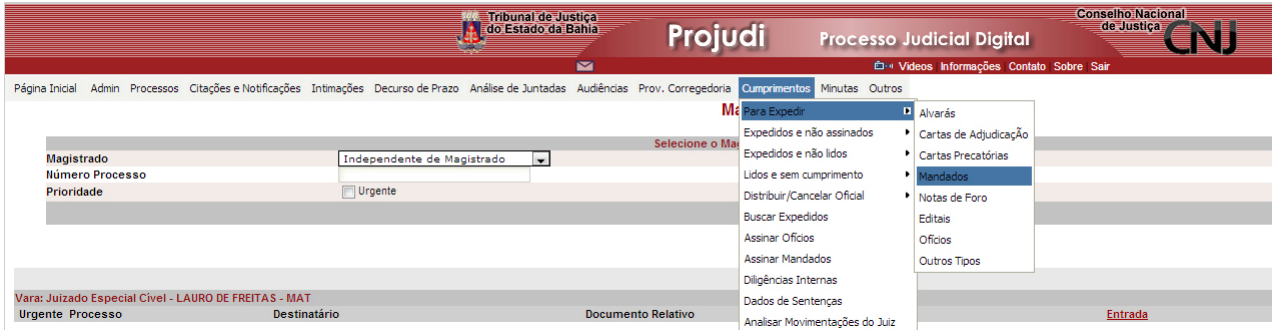 Tribunal de Justiça
do Estado da Bahia
Projudi Processo Judicial Digital
Conselho Nacional
de Justiça
CNJ
Videos Informações Contato Sobre Sair
Página Inicial Admin Processos Citações e Notificações Intimações Decurso de Prazo Análise de Juntadas Audiências Prov. Corregedoria Cumprimentos Minutas Outros
Ma
Selecione o Mag
Magistrado Independente de Magistrado
Número Processo
Prioridade Urgente
Para Expedir
Expedidos e não assinados
Expedidos e não lidos
Lidos e sem cumprimento
Distribuir/Cancelar Oficial
Buscar Expedidos
Assinar Ofícios
Assinar Mandados
Diligências Internas
Dados de Sentenças
Analisar Movimentações do Juiz
Alvarás
Cartas de AdjudicaçÃo
Cartas Precatórias
Mandados
Notas de Foro
Editais
Ofícios
Outros Tipos
Vara: Juizado Especial Cível - LAURO DE FREITAS - MAT
Urgente Processo Destinatário Documento Relativo Entrada